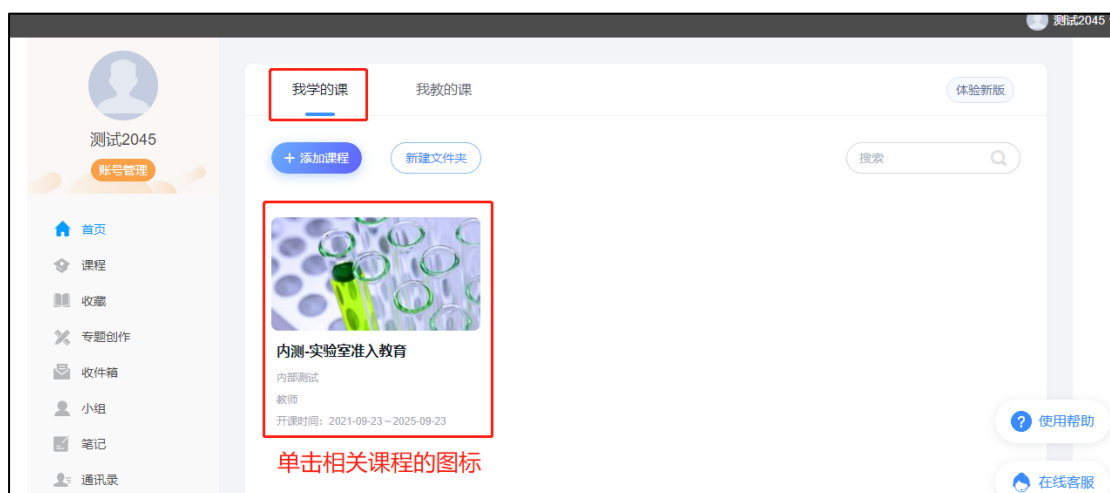 测试2045
测试2045
账号管理
首页
课程
收藏
专题创作
收件箱
小组
笔记
通讯录
我学的课
我教的课
体验新版
+ 添加课程
新建文件夹
搜索
内测-实验室准入教育
内部测试
教师
开课时间：2021-09-23～2025-09-23
单击相关课程的图标
使用帮助
在线客服